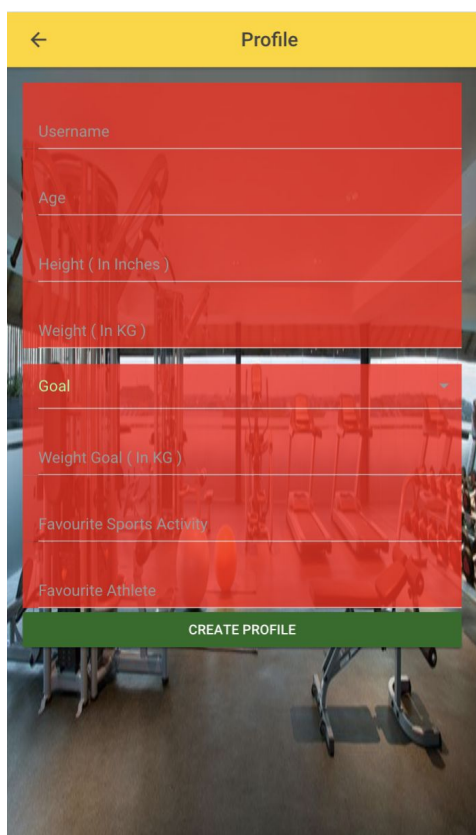 Profile
Username
Age
Height ( In Inches )
Weight ( In KG )
Goal
Weight Goal ( In KG )
Favourite Sports Activity
Favourite Athlete
CREATE PROFILE